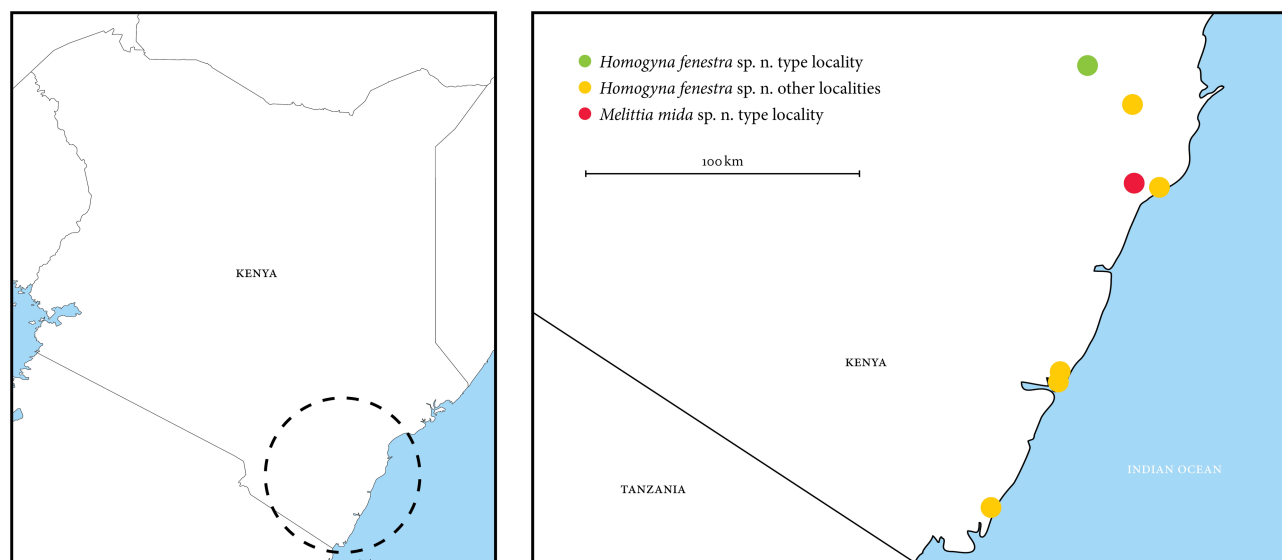 KENYA
Homogyna fenestra sp. n. type locality
Homogyna fenestra sp. n. other localities
Melittia mida sp. n. type locality
100 km
KENYA
INDIAN OCEAN
TANZANIA